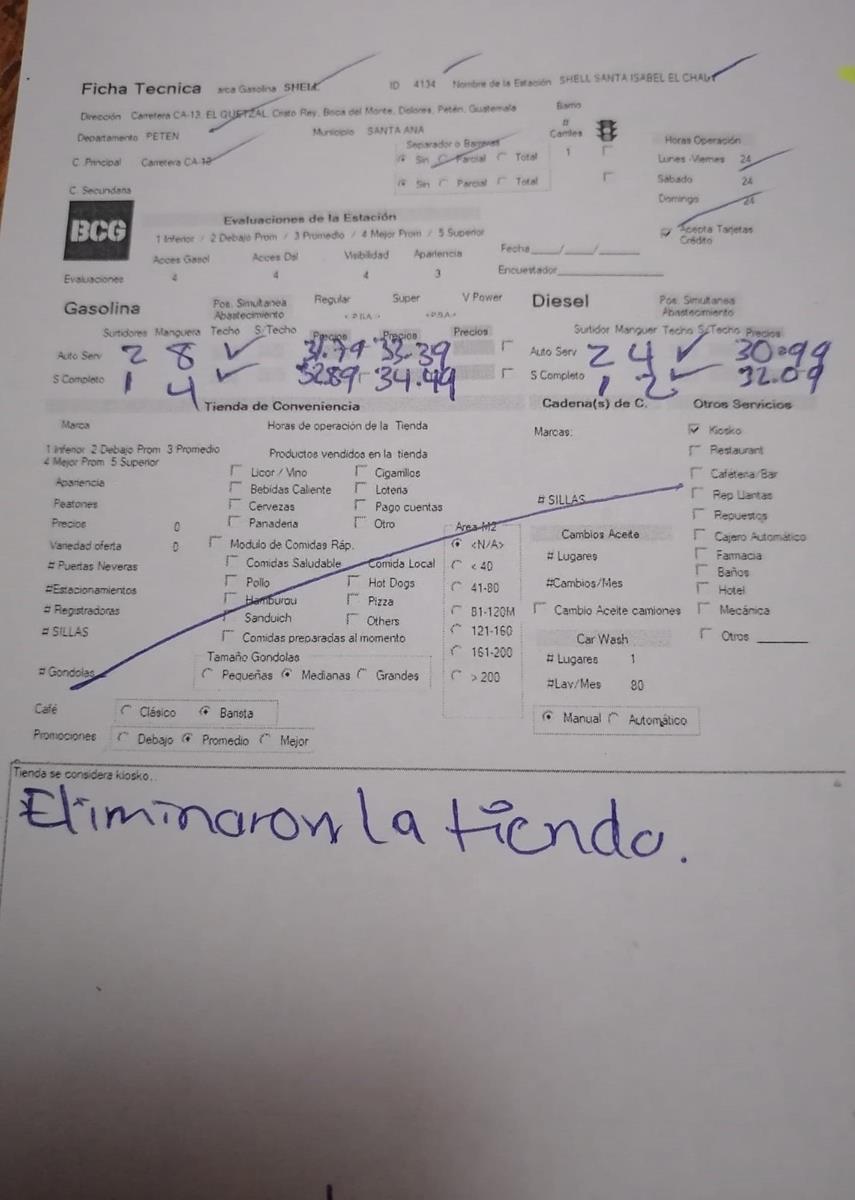 Ficha Tecnica arca Gasolina SHELL ID 4134 Nombre de la Estación SHELL SANTA ISABEL EL CHAL
Dirección Carretera CA-13, EL QUETZAL, Cristo Rey, Boca del Monte, Dolores, Petén, Guatemala Barrio
Departamento PETEN Municipio SANTA ANA # Carriles
Separador o Barreras Horas Operación
C. Principal Carretera CA-13 Sin Parcial Total 1 Lunes -Viernes 24
C. Secundaria Sin Parcial Total Sábado 24
Domingo 24
BCG
Evaluaciones de la Estación Acepta Tarjetas Crédito
1 Inferior / 2 Debajo Prom / 3 Promedio / 4 Mejor Prom / 5 Superior
Acces Gasol Acces Dsl Visibilidad Apariencia Fecha___/___/___
Evaluaciones 4 4 4 3 Encuestador
Gasolina Pos. Simultanea Abastecimiento Regular Super V Power Diesel Pos. Simultanea Abastecimiento
Surtidores Manguera Techo S/Techo Precios Precios Precios Surtidor Manguer Techo S/Techo Precios
Auto Serv 2 8 ✓ 31.79 33.39 Auto Serv 2 4 ✓ 30.99
S Completo 1 4 ✓ 32.89 34.49 S Completo 1 2 ✓ 32.09
Tienda de Conveniencia Cadena(s) de C. Otros Servicios
Marca Horas de operación de la Tienda Marcas: Kiosko
1 Inferior 2 Debajo Prom 3 Promedio Productos vendidos en la tienda Restaurant
4 Mejor Prom 5 Superior Licor / Vino Cigarrillos Cafetería/Bar
Apariencia Bebidas Caliente Loteria # SILLAS Rep Llantas
Peatones Cervezas Pago cuentas Repuestos
Precios 0 Panaderia Otro Area M2 Cambios Aceite Cajero Automático
Variedad oferta 0 Modulo de Comidas Ráp. <N/A> # Lugares Farmacia
# Puertas Neveras Comidas Saludable Comida Local < 40 Baños
#Estacionamientos Pollo Hot Dogs 41-80 #Cambios/Mes Hotel
# Registradoras Hamburgu Pizza 81-120M Cambio Aceite camiones Mecánica
# SILLAS Sanduich Others 121-160 Car Wash Otros
Comidas preparadas al momento 161-200 # Lugares 1
# Gondolas Tamaño Gondolas > 200 #Lav/Mes 80
Pequeñas Medianas Grandes
Café Clásico Barista Manual Automático
Promociones Debajo Promedio Mejor
Tienda se considera kiosko..
Eliminaron la tienda.